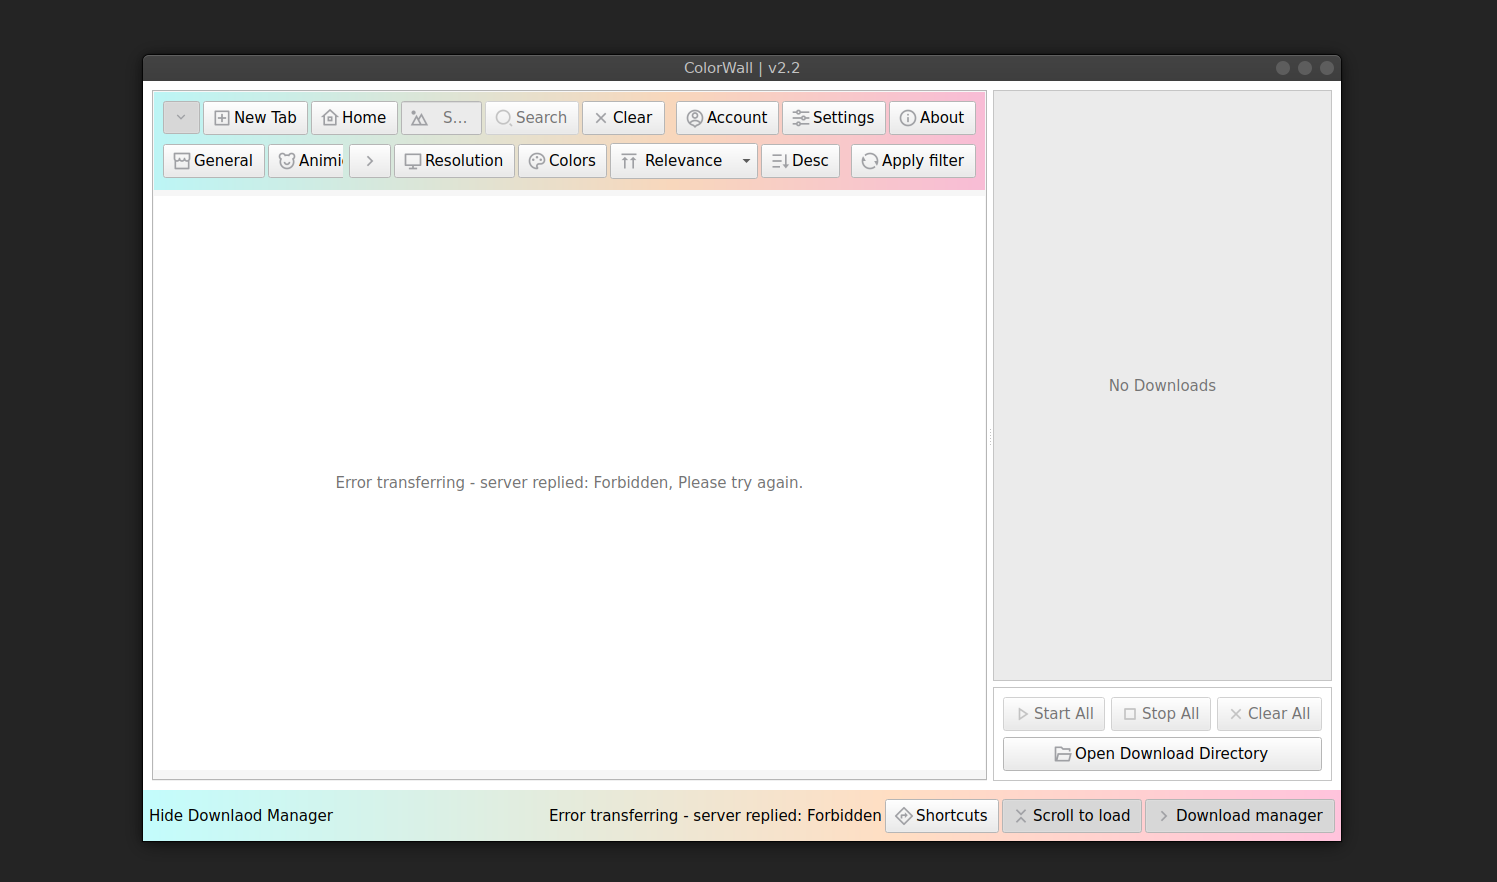 ColorWall | v2.2
New Tab Home S... Search Clear Account Settings About
General Anim Resolution Colors Relevance Desc Apply filter
No Downloads
Error transferring - server replied: Forbidden, Please try again.
Start All Stop All Clear All
Open Download Directory
Hide Downlaod Manager Error transferring - server replied: Forbidden Shortcuts Scroll to load Download manager